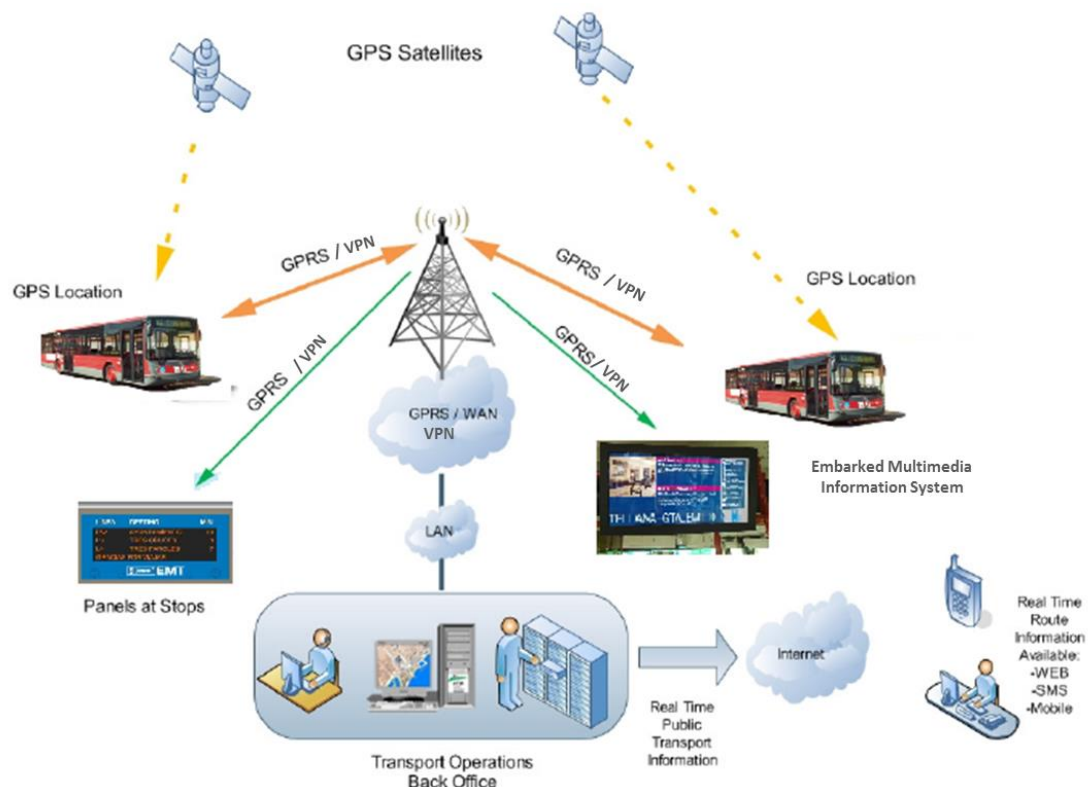 GPS Satellites
GPRS / VPN
GPRS / VPN
GPS Location
GPS Location
GPRS / VPN
GPRS/ VPN
GPRS / WAN
VPN
Embarked Multimedia
Information System
LAN
EMT
Panels at Stops
Real Time
Route
Information
Available:
-WEB
-SMS
-Mobile
Internet
Real Time
Public
Transport
Information
Transport Operations
Back Office